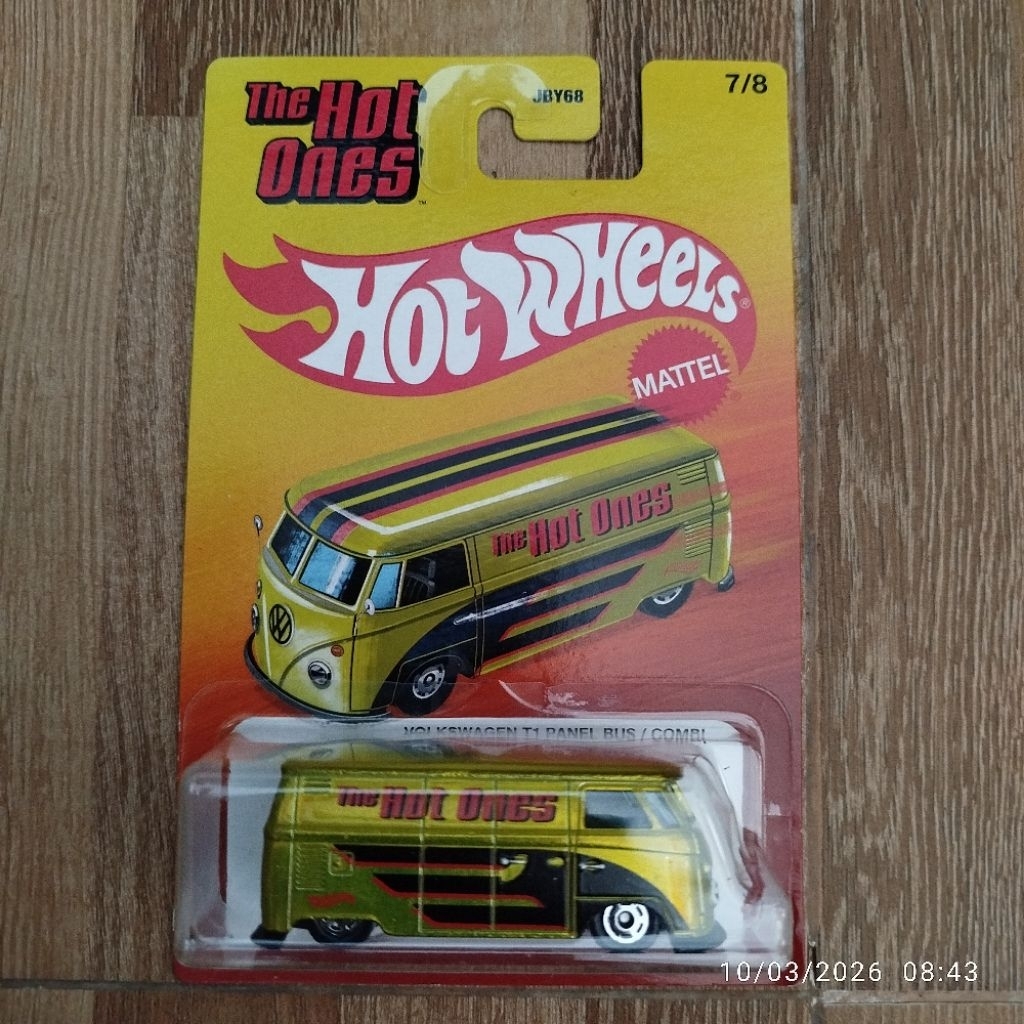 The Hot
Ones
™
JBY68
7/8
Hot Wheels®
MATTEL
The Hot Ones
VOLKSWAGEN T1 PANEL BUS / COMBI
The Hot Ones
10/03/2026 08:43